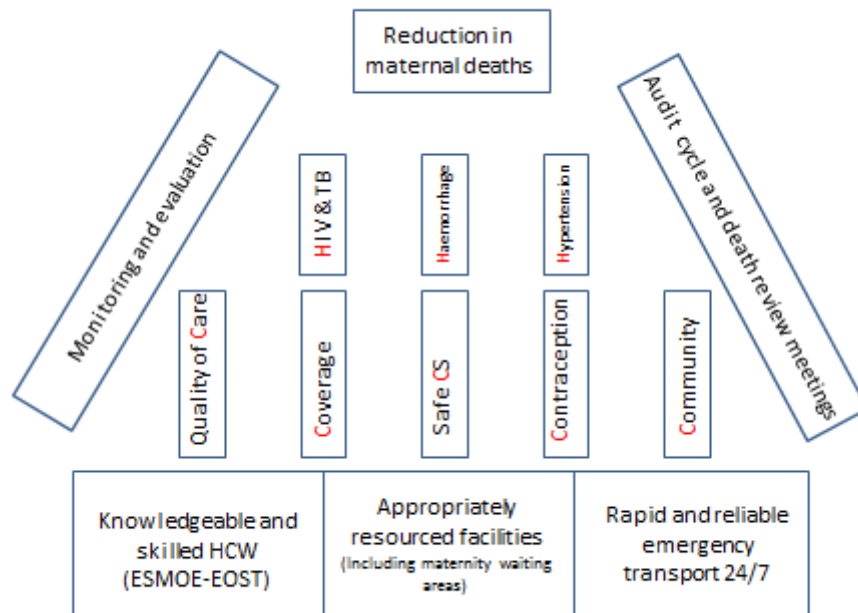 Reduction in
maternal deaths
Monitoring and evaluation
Audit cycle and death review meetings
HIV & TB
Haemorrhage
Hypertension
Quality of Care
Coverage
Safe CS
Contraception
Community
Knowledgeable and
skilled HCW
(ESMOE-EOST)
Appropriately
resourced facilities
(Including maternity waiting
areas)
Rapid and reliable
emergency
transport 24/7